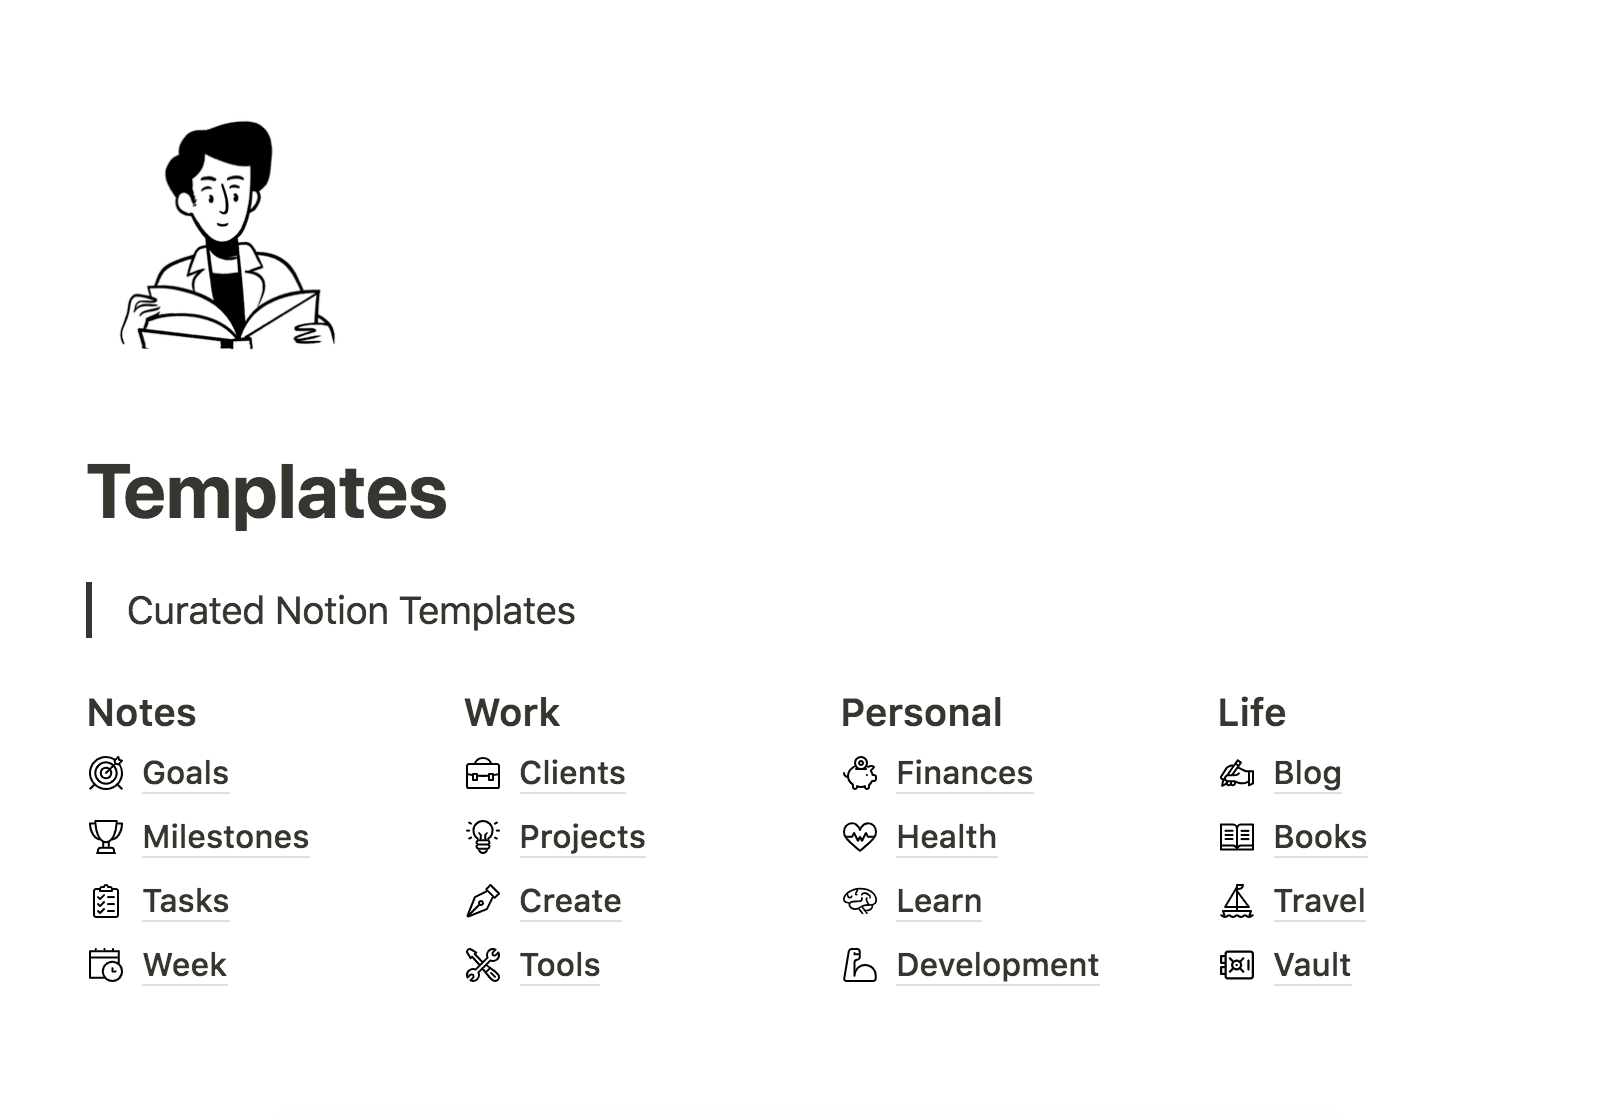 Templates
Curated Notion Templates
Notes
Goals
Milestones
Tasks
Week
Work
Clients
Projects
Create
Tools
Personal
Finances
Health
Learn
Development
Life
Blog
Books
Travel
Vault